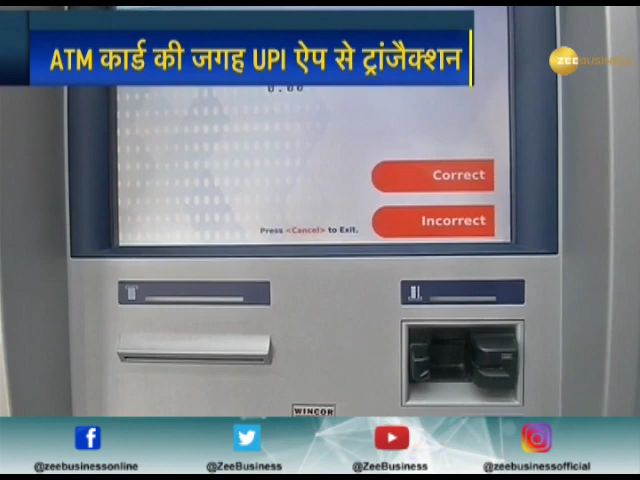 ATM कार्ड की जगह UPI ऐप से ट्रांजैक्शन
ZEE BUSINESS
0.00
Correct
Incorrect
Press <Cancel> to Exit.
WINCOR
@zeebusinessonline @ZeeBusiness @ZeeBusiness @zeebusinessofficial